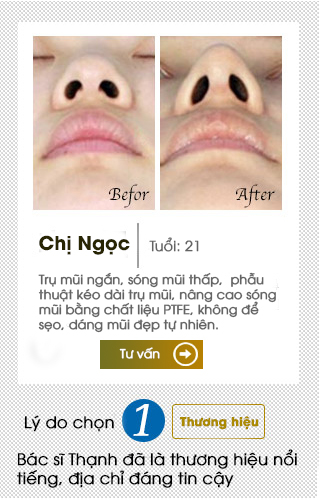 Befor
After
Chị Ngọc
Tuổi: 21
Trụ mũi ngắn, sóng mũi thấp, phẫu
thuật kéo dài trụ mũi, nâng cao sóng
mũi bằng chất liệu PTFE, không để
sẹo, dáng mũi đẹp tự nhiên.
Tư vấn
Lý do chọn 1 Thương hiệu
Bác sĩ Thạnh đã là thương hiệu nổi
tiếng, địa chỉ đáng tin cậy